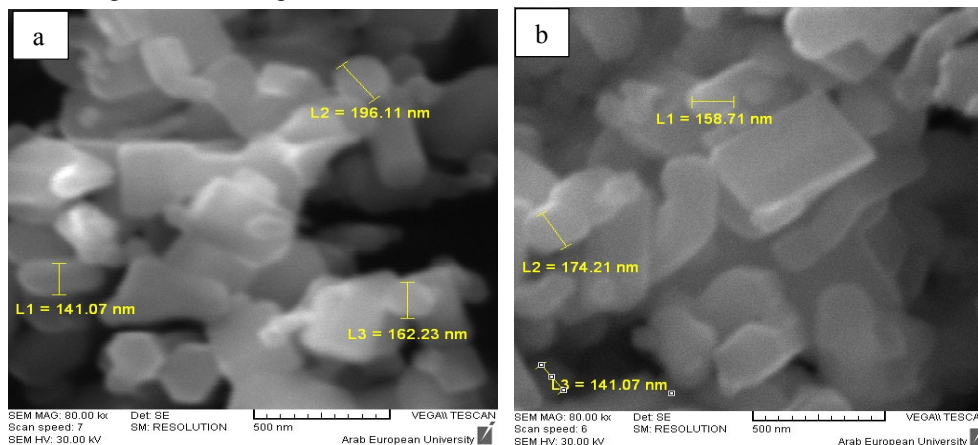 a
L2 = 196.11 nm
L1 = 141.07 nm
L3 = 162.23 nm
SEM MAG: 80.00 kx Det: SE VEGA\\ TESCAN
Scan speed: 7 SM: RESOLUTION 500 nm
SEM HV: 30.00 kV Arab European University
b
L1 = 158.71 nm
L2 = 174.21 nm
L3 = 141.07 nm
SEM MAG: 80.00 kx Det: SE VEGA\\ TESCAN
Scan speed: 6 SM: RESOLUTION 500 nm
SEM HV: 30.00 kV Arab European University